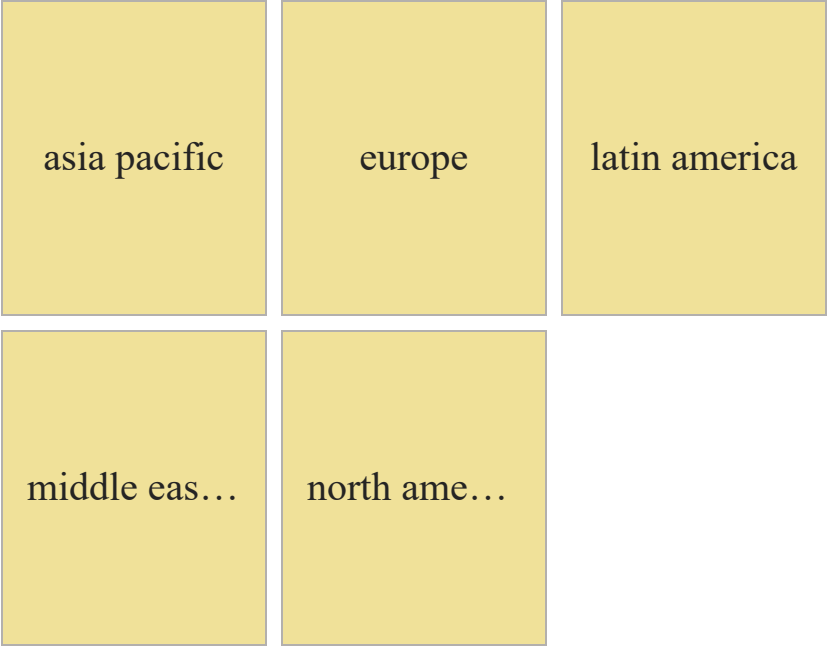 asia pacific
europe
latin america
middle eas…
north ame…